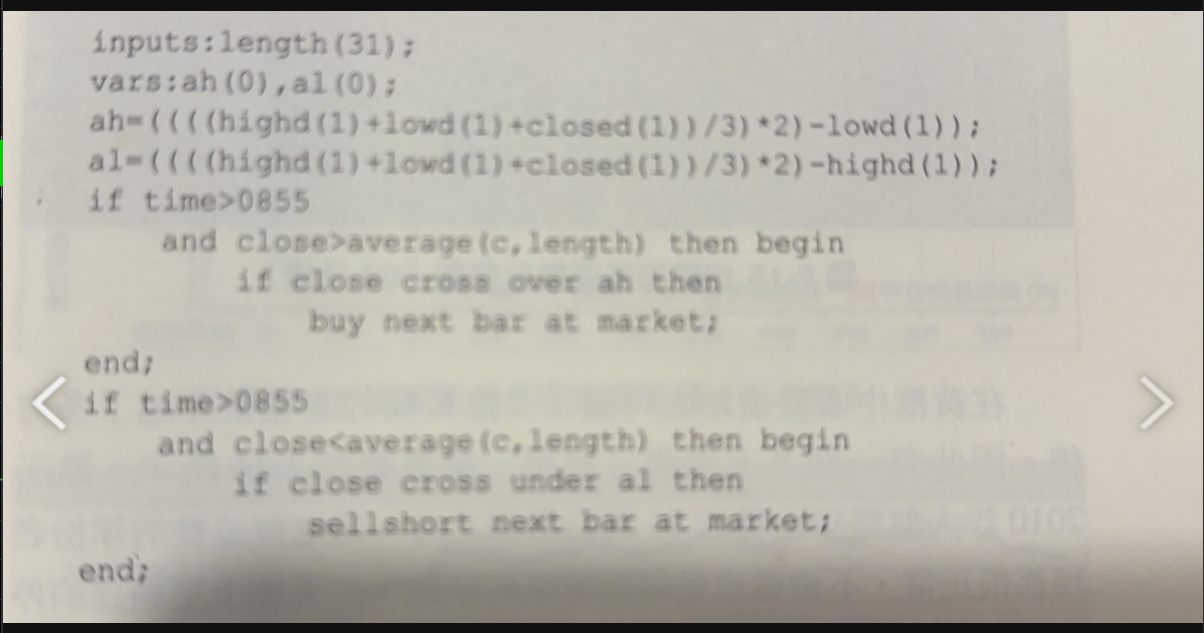 inputs:length(31);
vars:ah(0),al(0);
ah=((((highd(1)+lowd(1)+closed(1))/3)*2)-lowd(1));
al=((((highd(1)+lowd(1)+closed(1))/3)*2)-highd(1));
if time>0855
and close>average(c,length) then begin
if close cross over ah then
buy next bar at market;
end;
if time>0855
and close<average(c,length) then begin
if close cross under al then
sellshort next bar at market;
end;